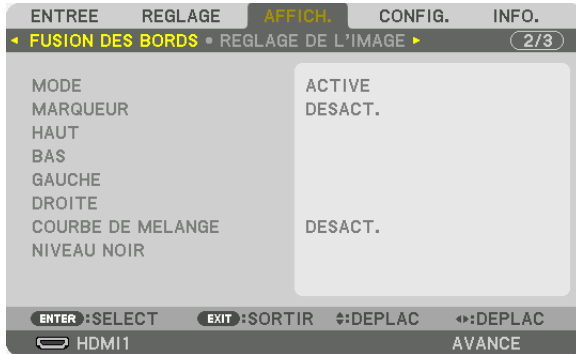 ENTREE REGLAGE AFFICH. CONFIG. INFO.
◂ FUSION DES BORDS • REGLAGE DE L'IMAGE ▸ 2/3
MODE ACTIVE
MARQUEUR DESACT.
HAUT
BAS
GAUCHE
DROITE
COURBE DE MELANGE DESACT.
NIVEAU NOIR
ENTER :SELECT EXIT :SORTIR ♦:DEPLAC ◂▸:DEPLAC
HDMI1 AVANCE